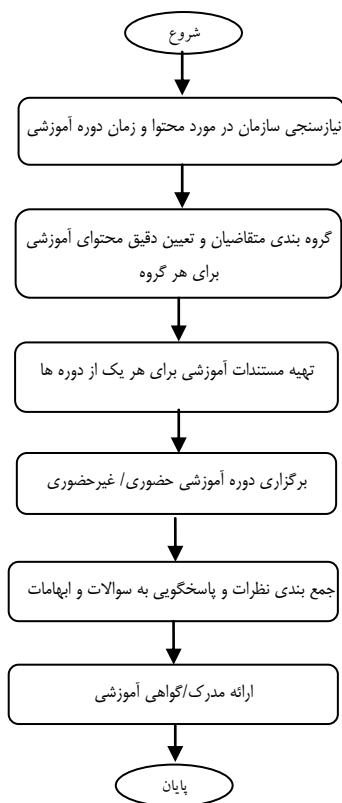 شروع
نیازسنجی سازمان در مورد محتوا و زمان دوره آموزشی
گروه بندی متقاضیان و تعیین دقیق محتوای آموزشی
برای هر گروه
تهیه مستندات آموزشی برای هر یک از دوره ها
برگزاری دوره آموزشی حضوری/ غیرحضوری
جمع بندی نظرات و پاسخگویی به سوالات و ابهامات
ارائه مدرک/گواهی آموزشی
پایان